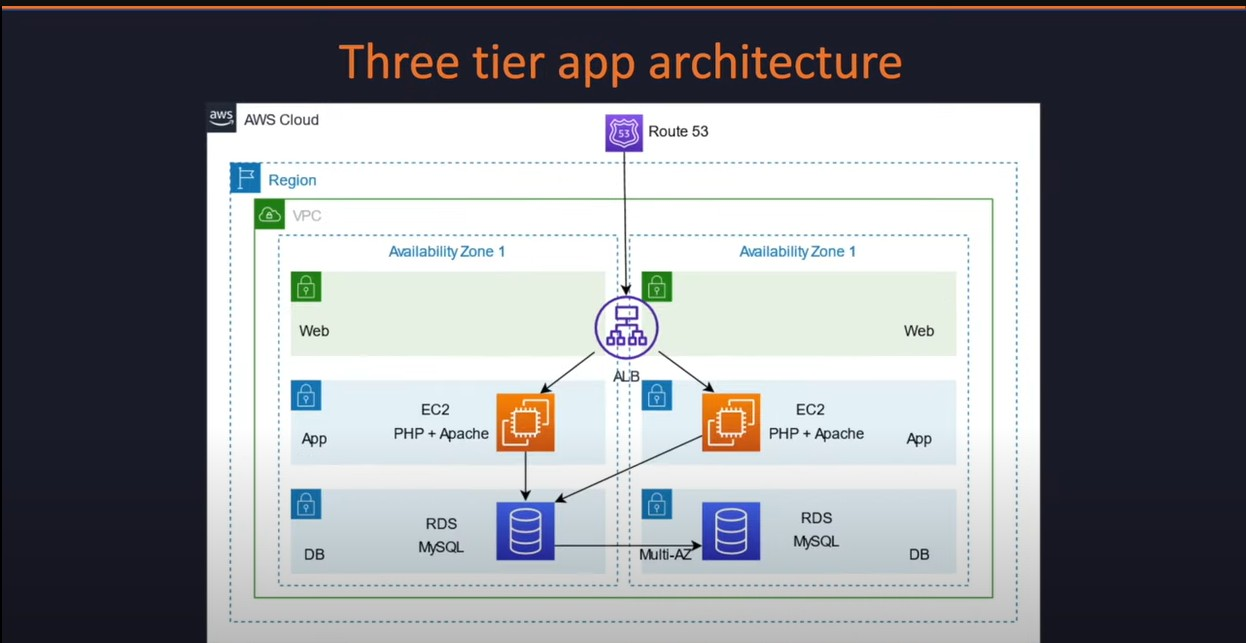 Three tier app architecture
aws
AWS Cloud
53
Route 53
Region
VPC
Availability Zone 1
Availability Zone 1
Web
Web
ALB
EC2
PHP + Apache
App
EC2
PHP + Apache
App
RDS
MySQL
DB
Multi-AZ
RDS
MySQL
DB